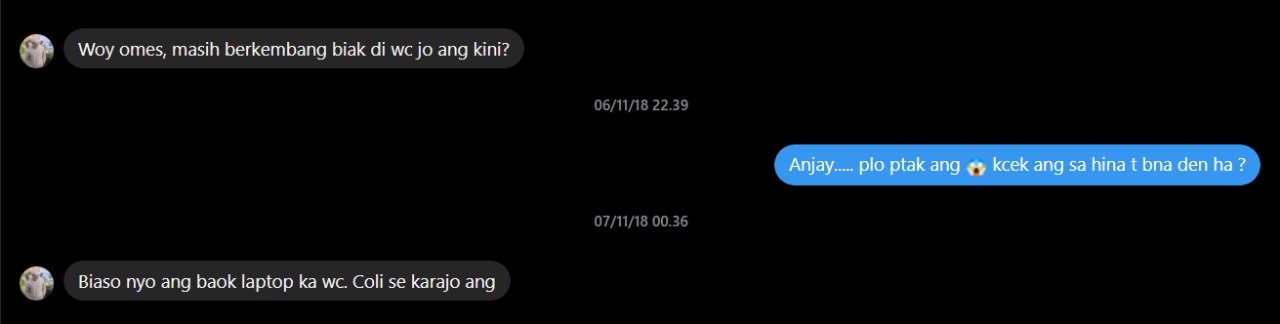 Woy omes, masih berkembang biak di wc jo ang kini?
06/11/18 22.39
Anjay..... plo ptak ang 😱 kcek ang sa hina t bna den ha ?
07/11/18 00.36
Biaso nyo ang baok laptop ka wc. Coli se karajo ang